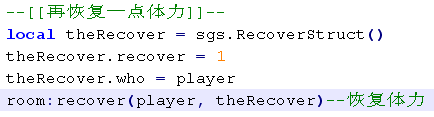 --[[再恢复一点体力]]--
local theRecover = sgs.RecoverStruct()
theRecover.recover = 1
theRecover.who = player
room:recover(player, theRecover)--恢复体力